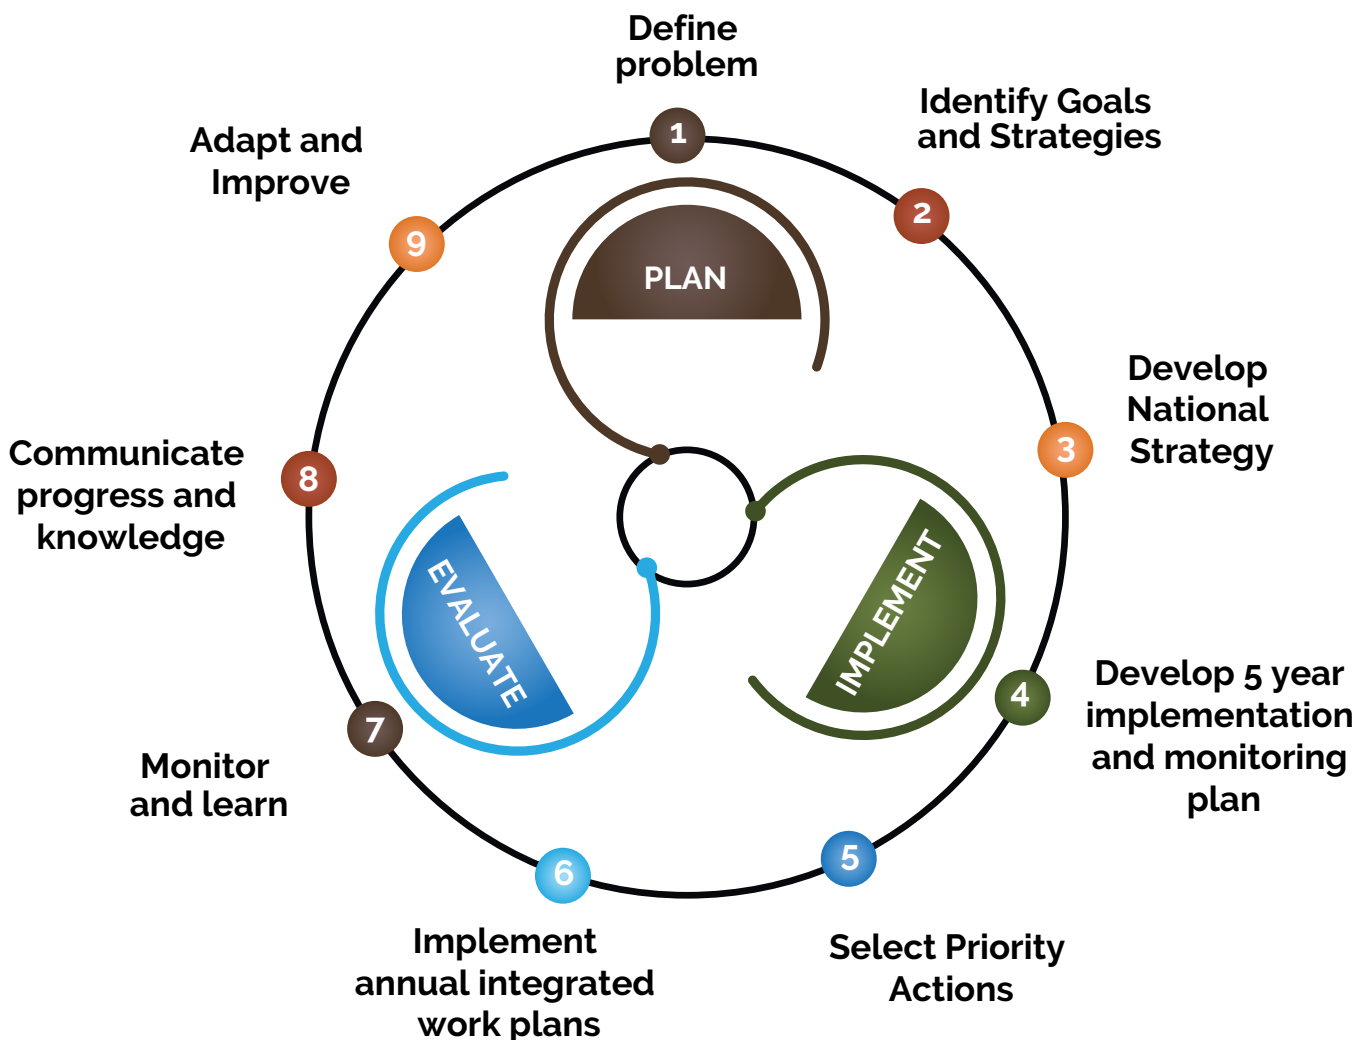 Define
problem
1
Identify Goals
and Strategies
2
Develop
National
Strategy
3
Develop 5 year
implementation
and monitoring
plan
4
Select Priority
Actions
5
Implement
annual integrated
work plans
6
Monitor
and learn
7
Communicate
progress and
knowledge
8
Adapt and
Improve
9
PLAN
IMPLEMENT
EVALUATE